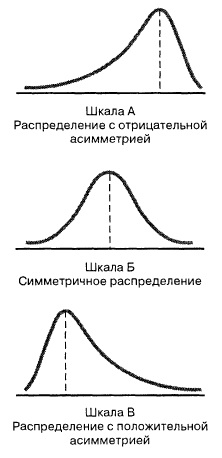 Шкала А
Распределение с отрицательной
асимметрией
Шкала Б
Симметричное распределение
Шкала В
Распределение с положительной
асимметрией